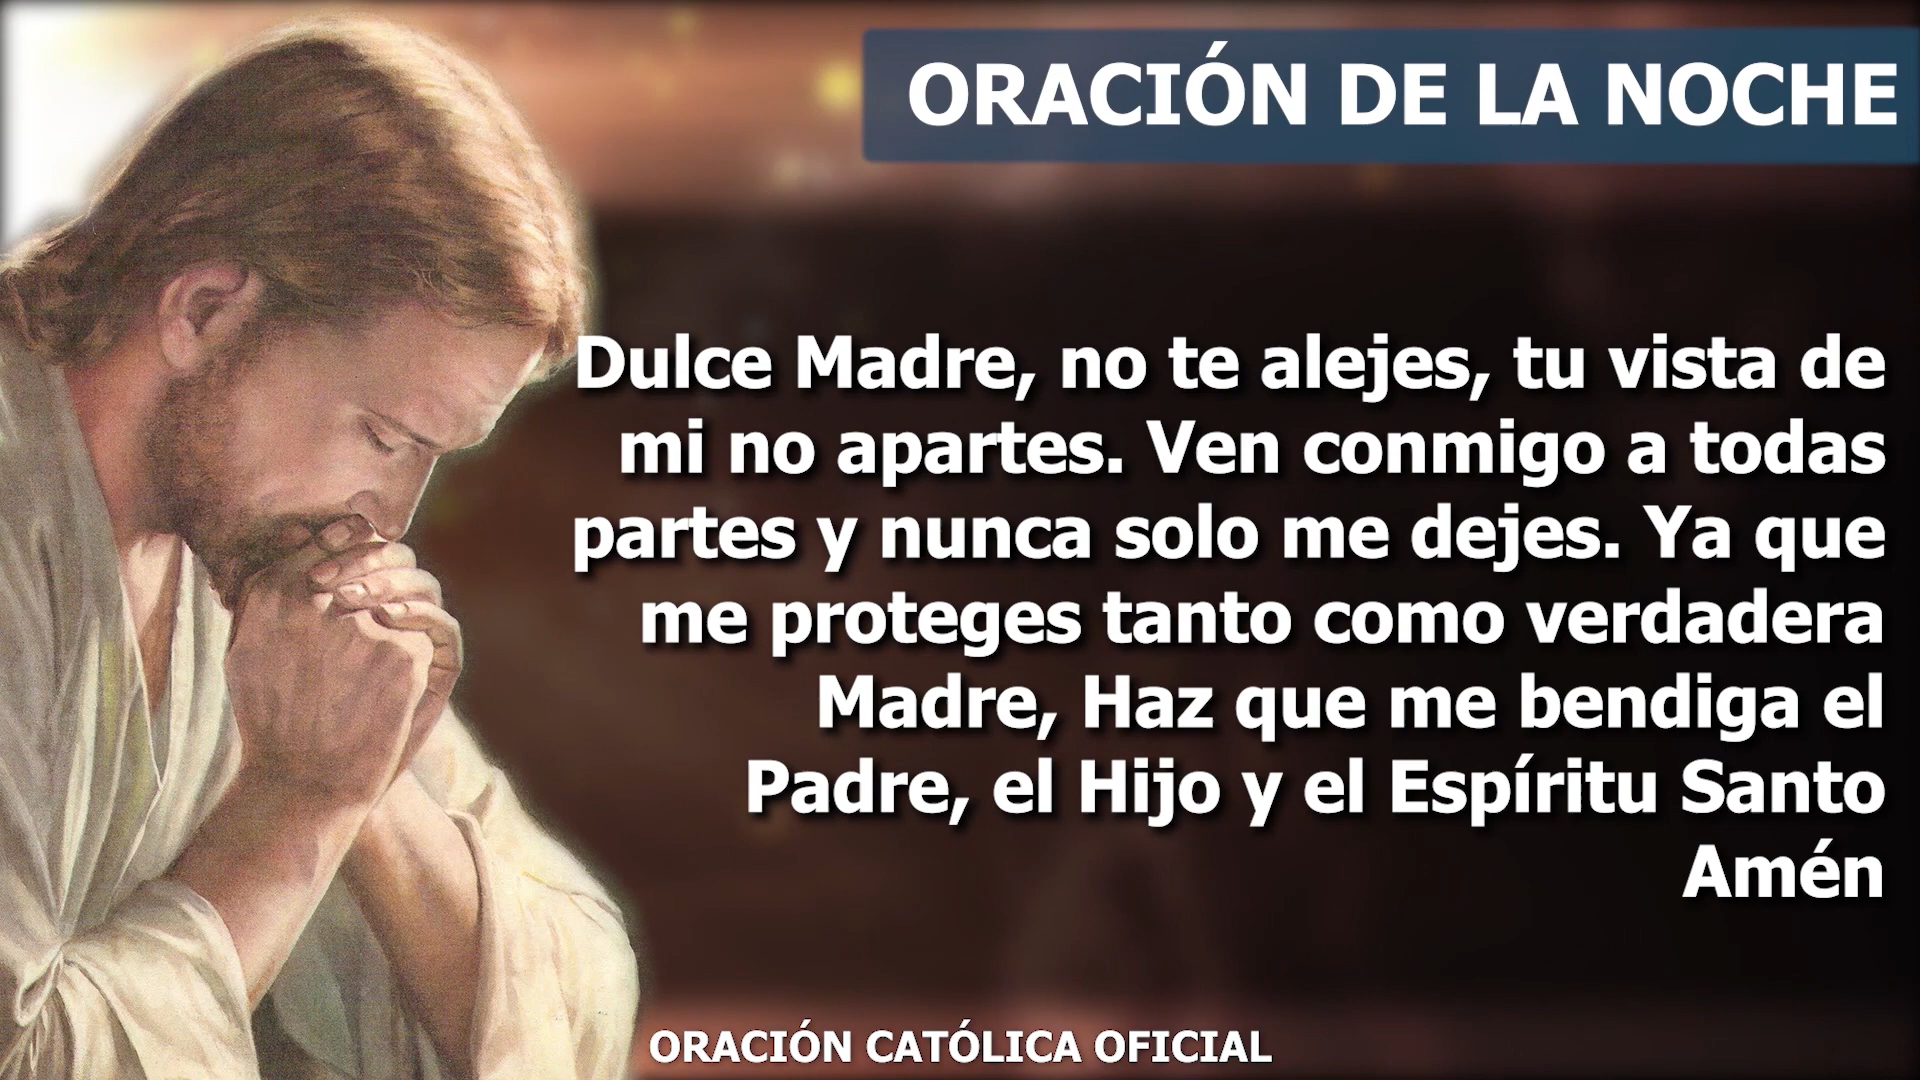 ORACIÓN DE LA NOCHE
Dulce Madre, no te alejes, tu vista de
mi no apartes. Ven conmigo a todas
partes y nunca solo me dejes. Ya que
me proteges tanto como verdadera
Madre, Haz que me bendiga el
Padre, el Hijo y el Espíritu Santo
Amén
ORACIÓN CATÓLICA OFICIAL